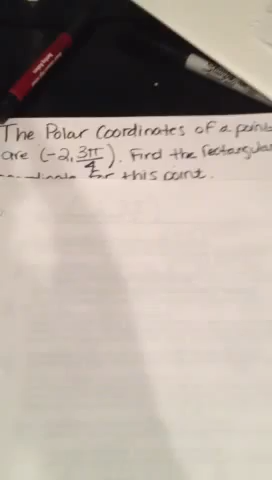 The Polar Coordinates of a point
are (-2, 3π/4). Find the rectangular
for this point.